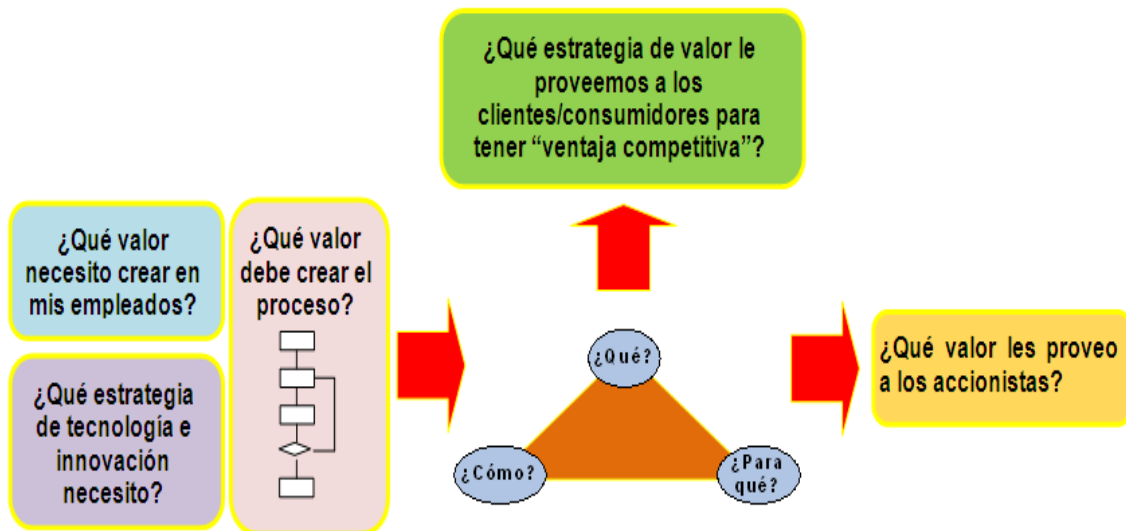 ¿Qué estrategia de valor le
proveemos a los
clientes/consumidores para
tener “ventaja competitiva”?
¿Qué valor
necesito crear en
mis empleados?
¿Qué valor
debe crear el
proceso?
¿Qué estrategia
de tecnología e
innovación
necesito?
¿Qué?
¿Cómo?
¿Para
qué?
¿Qué valor les proveo
a los accionistas?